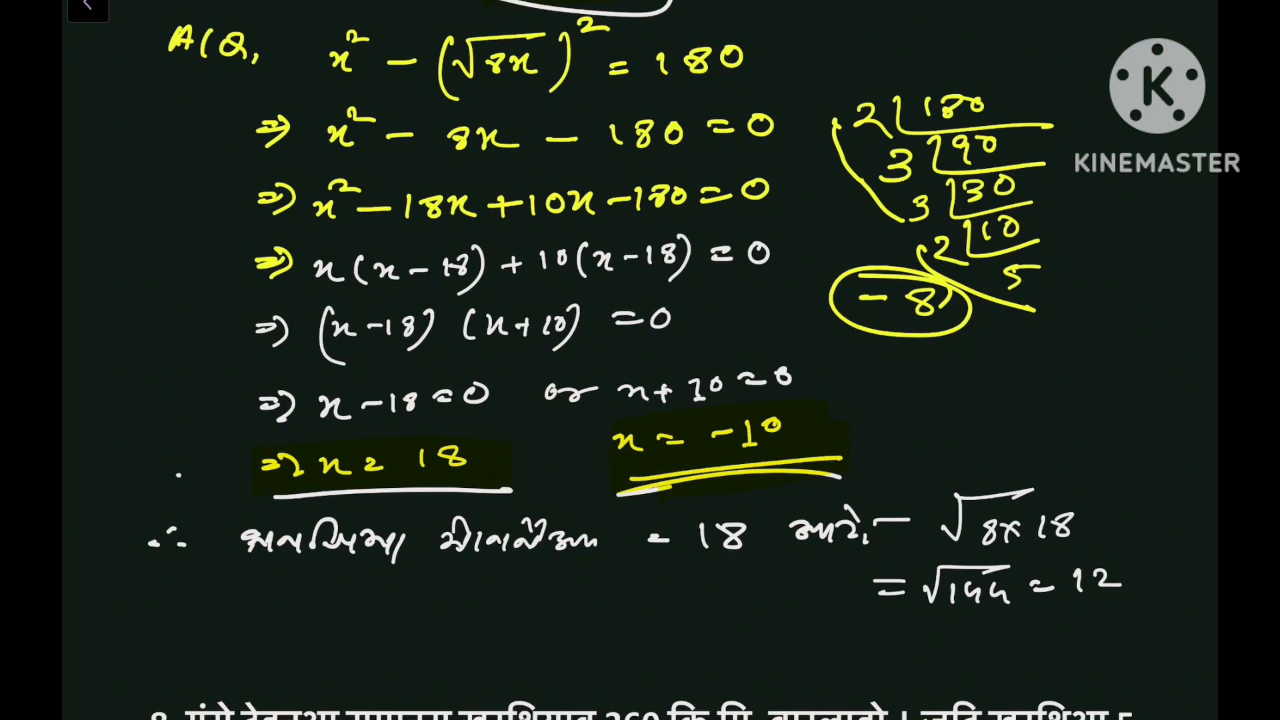 A/Q, x² - (√8x)² = 180
⇒ x² - 8x - 180 = 0
⇒ x² - 18x + 10x - 180 = 0
⇒ x(x-18) + 10(x-18) = 0
⇒ (x-18) (x+10) = 0
⇒ x-18 = 0 or x+10 = 0
⇒ x = 18 x = -10
∴ = 18 आरो - √8×18
= √144 = 12
2 180
3 90
3 30
2 10
5
-8
K
KINEMASTER